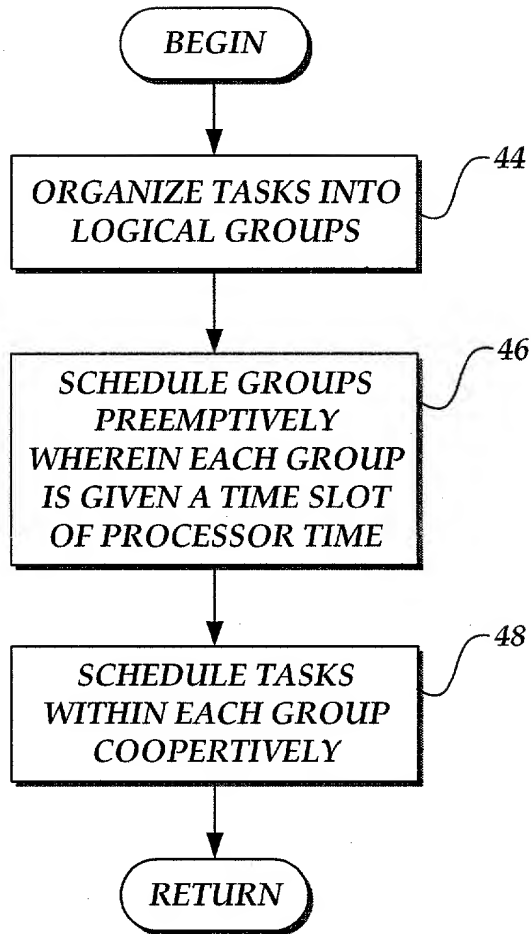 BEGIN
44
ORGANIZE TASKS INTO
LOGICAL GROUPS
46
SCHEDULE GROUPS
PREEMPTIVELY
WHEREIN EACH GROUP
IS GIVEN A TIME SLOT
OF PROCESSOR TIME
48
SCHEDULE TASKS
WITHIN EACH GROUP
COOPERTIVELY
RETURN